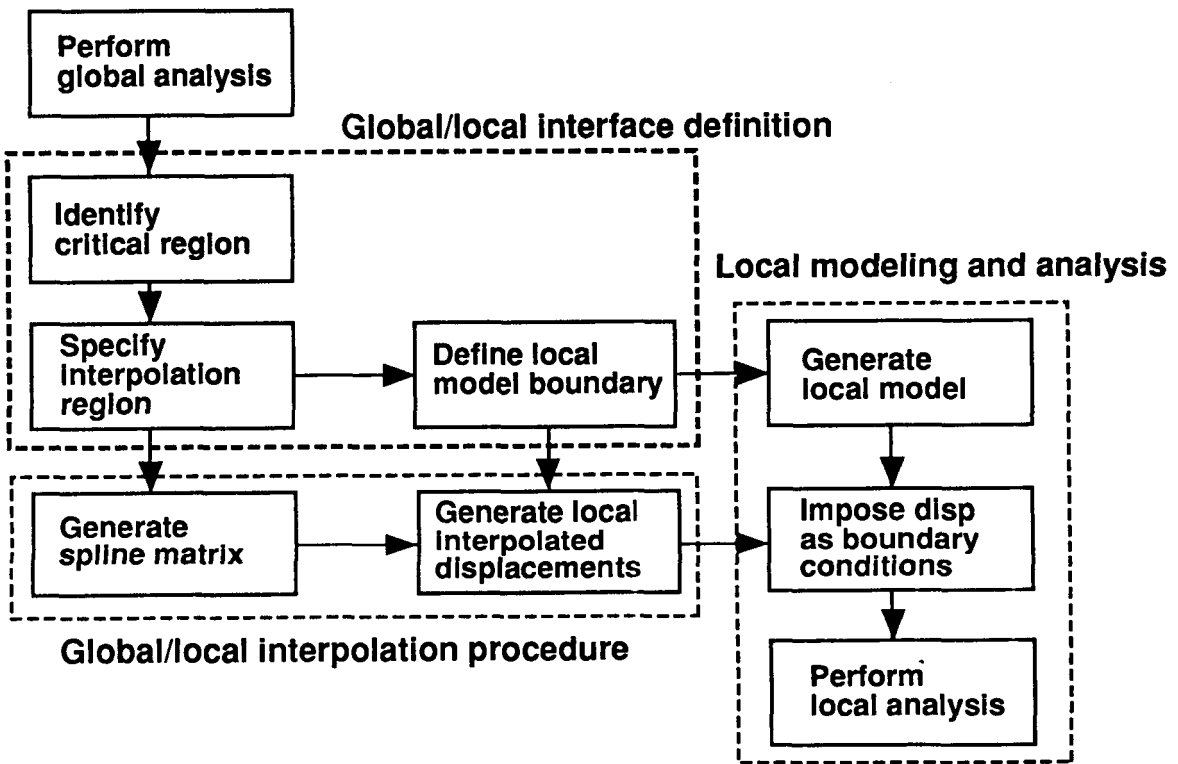 Perform
global analysis
Global/local interface definition
Identify
critical region
Specify
interpolation
region
Define local
model boundary
Local modeling and analysis
Generate
local model
Generate
spline matrix
Generate local
interpolated
displacements
Impose disp
as boundary
conditions
Global/local interpolation procedure
Perform
local analysis